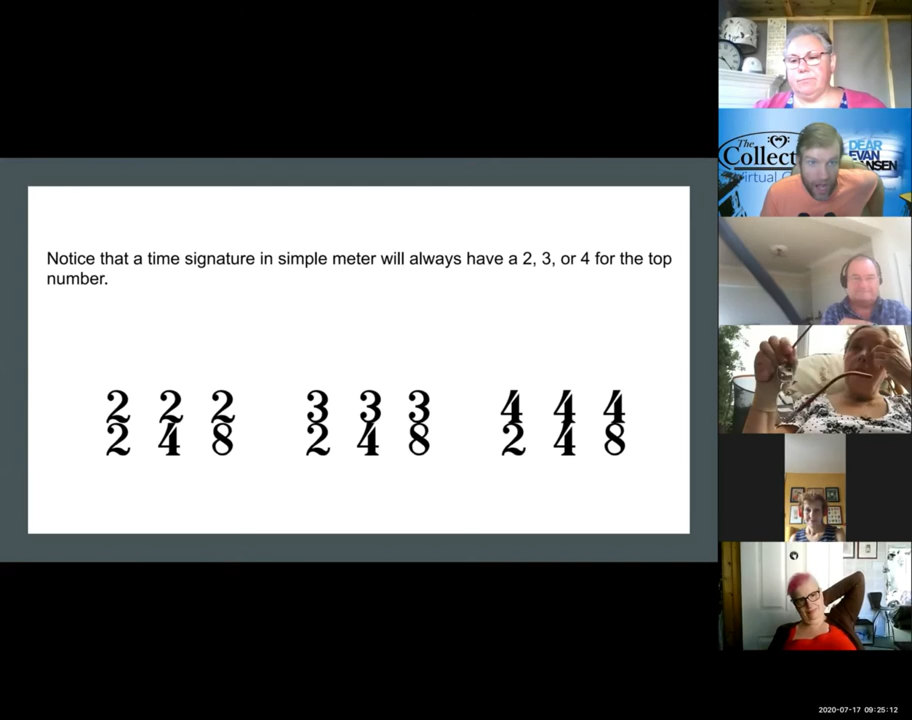 Notice that a time signature in simple meter will always have a 2, 3, or 4 for the top
number.
2 2 2 3 3 3 4 4 4
2 4 8 2 4 8 2 4 8
The
Collect
Virtual
DEAR
EVAN
NSEN
2020-07-17 09:25:12